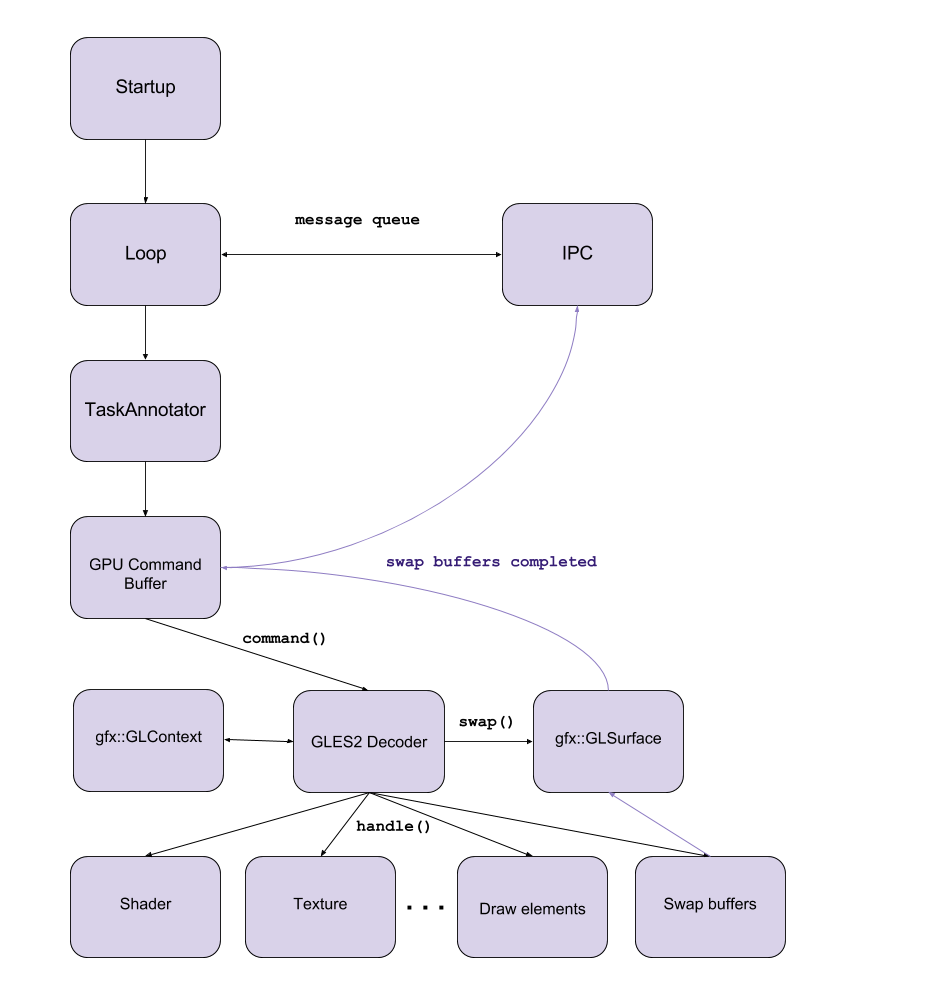 Startup
message queue
Loop
IPC
TaskAnnotator
GPU Command
Buffer
swap buffers completed
command()
gfx::GLContext
GLES2 Decoder
swap()
gfx::GLSurface
handle()
Shader
Texture
...
Draw elements
Swap buffers